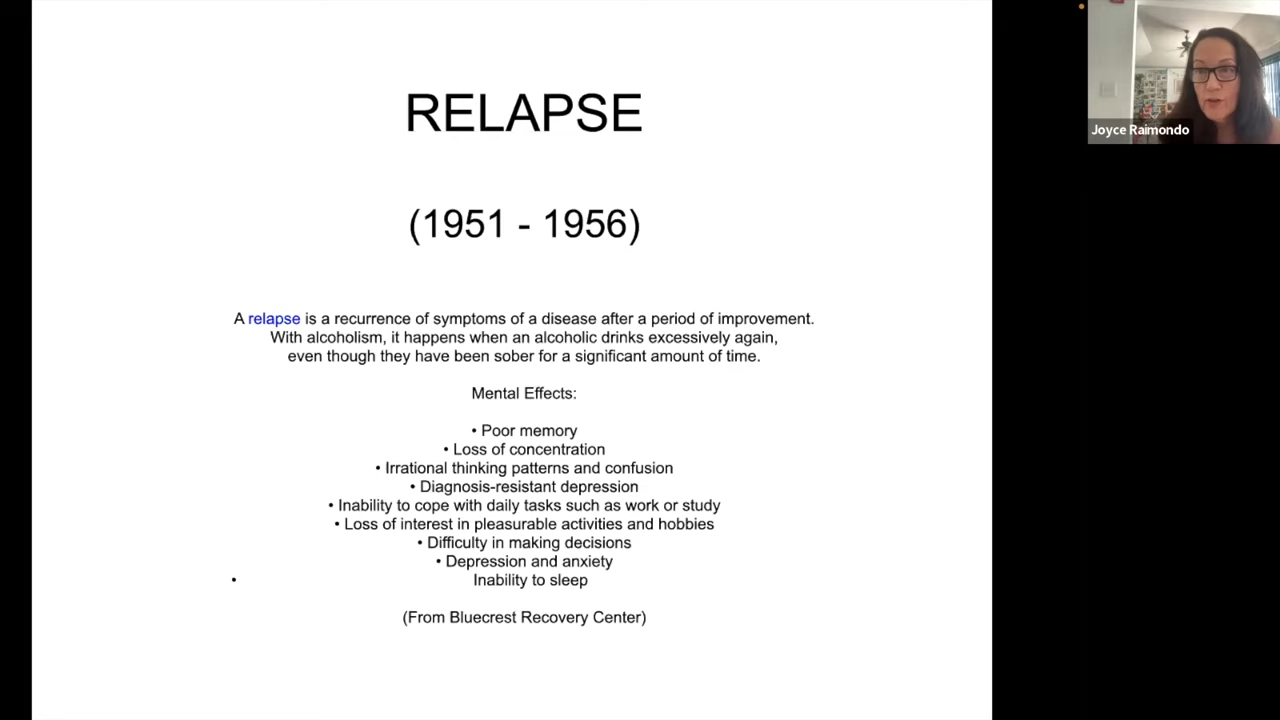 RELAPSE
(1951 - 1956)
A relapse is a recurrence of symptoms of a disease after a period of improvement.
With alcoholism, it happens when an alcoholic drinks excessively again,
even though they have been sober for a significant amount of time.
Mental Effects:
• Poor memory
• Loss of concentration
• Irrational thinking patterns and confusion
• Diagnosis-resistant depression
• Inability to cope with daily tasks such as work or study
• Loss of interest in pleasurable activities and hobbies
• Difficulty in making decisions
• Depression and anxiety
• Inability to sleep
(From Bluecrest Recovery Center)
Joyce Raimondo